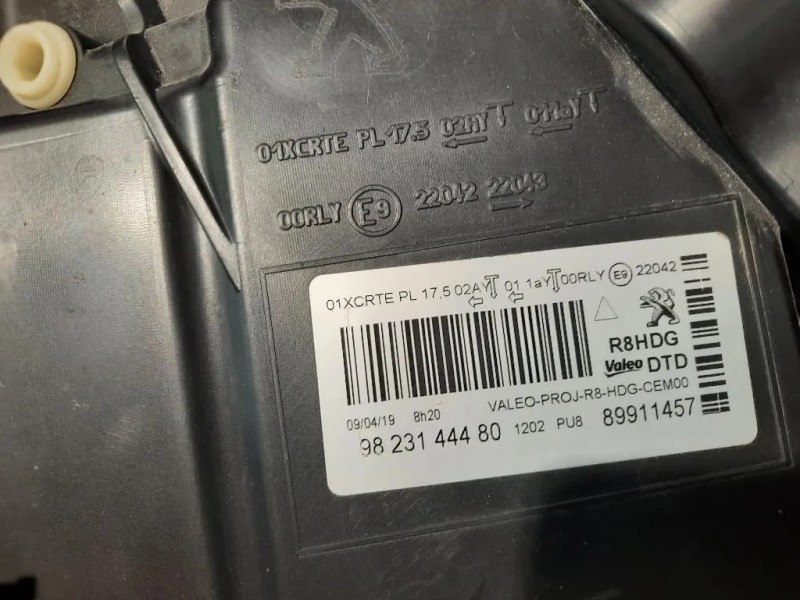 01XCRTE PL 17.5 02AY 011aY
00RLY E9 22042 22043
01XCRTE PL 17,5 02AY 01 1aY 00RLY E9 22042
R8HDG
Valeo DTD
VALEO-PROJ-R8-HDG-CEM00
09/04/19 8h20
98 231 444 80 1202 PU8 89911457